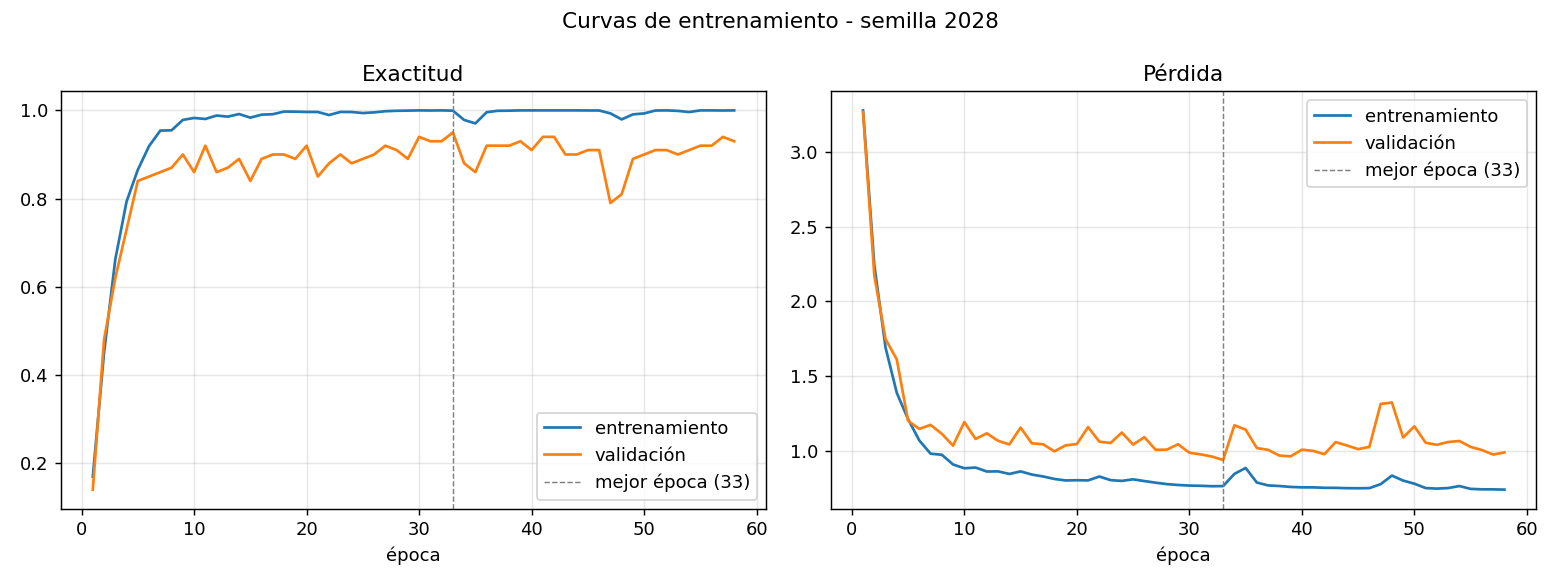 Curvas de entrenamiento - semilla 2028
Exactitud
1.0
0.8
0.6
0.4
0.2
0
10
20
30
40
50
60
época
entrenamiento
validación
mejor época (33)
Pérdida
3.0
2.5
2.0
1.5
1.0
0
10
20
30
40
50
60
época
entrenamiento
validación
mejor época (33)